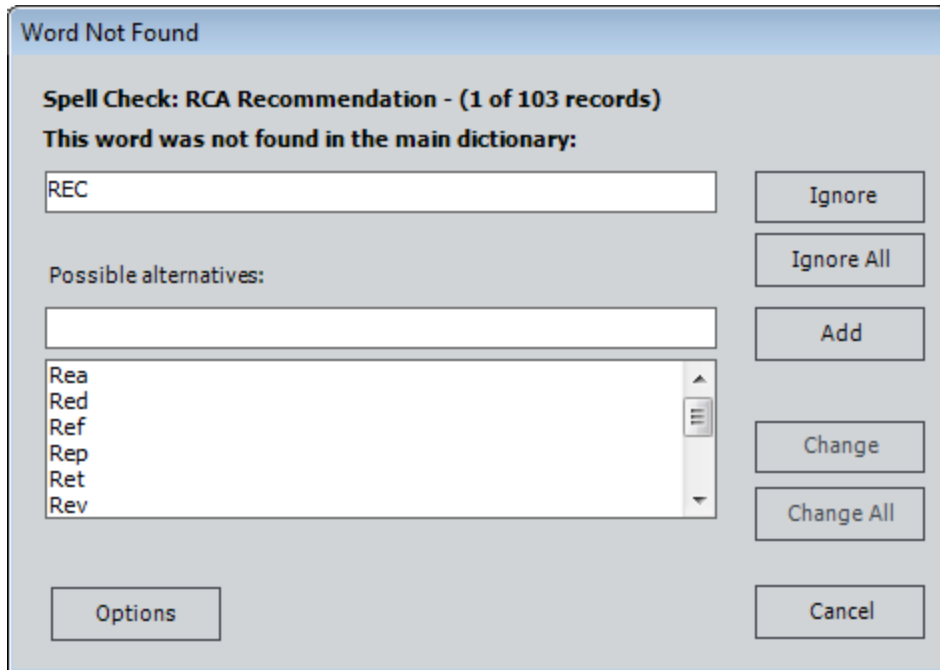 Word Not Found
Spell Check: RCA Recommendation - (1 of 103 records)
This word was not found in the main dictionary:
REC
Ignore
Ignore All
Possible alternatives:
Add
Rea
Red
Ref
Rep
Ret
Rev
Change
Change All
Options
Cancel